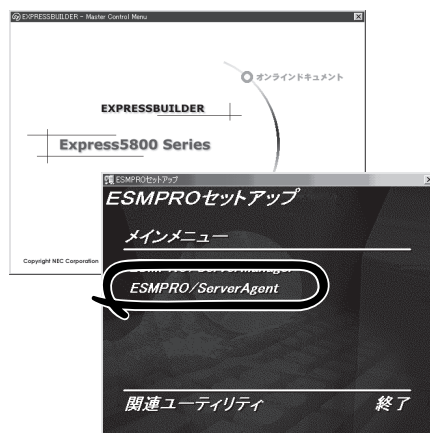 EXPRESSBUILDER - Master Control Menu
オンラインドキュメント
EXPRESSBUILDER
Express5800 Series
Copyright NEC Corporation
ESMPROセットアップ
ESMPROセットアップ
メインメニュー
ESMPRO/ServerManager
ESMPRO/ServerAgent
関連ユーティリティ
終了